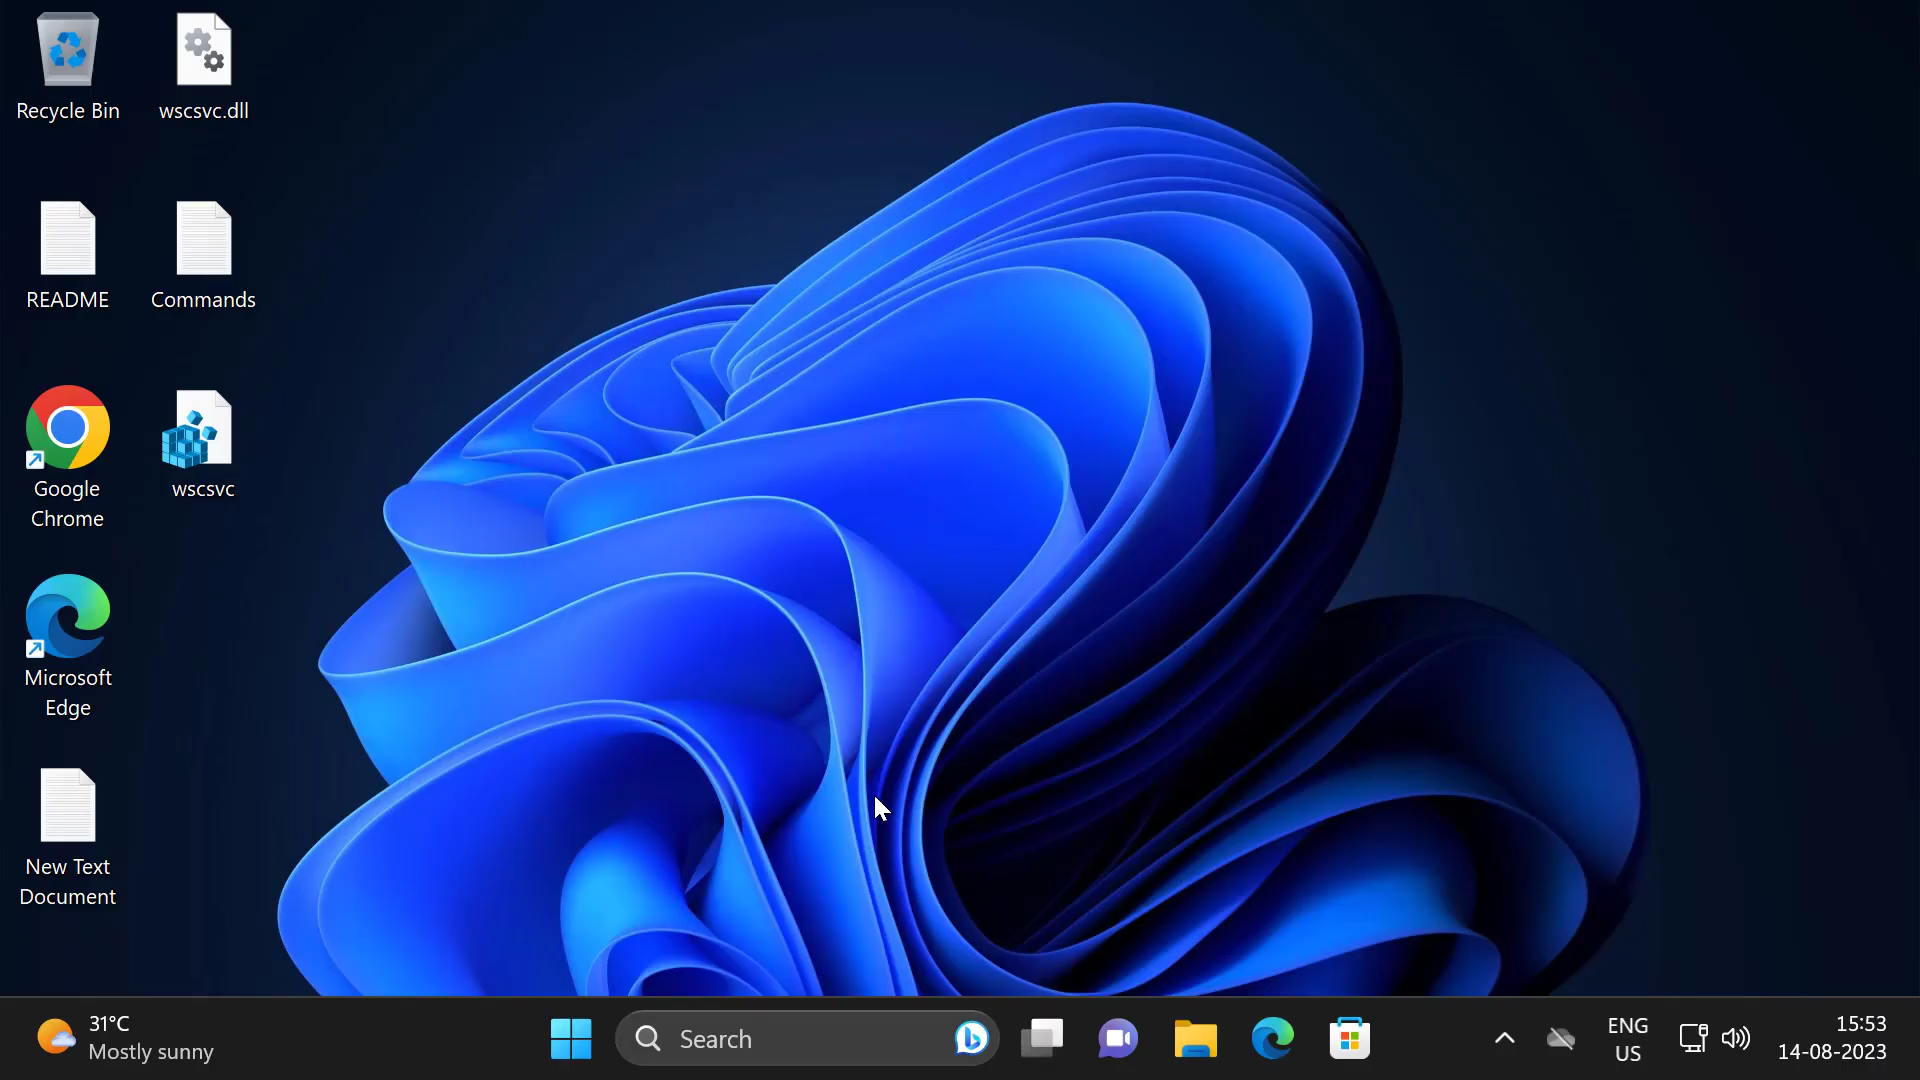 Recycle Bin
wscsvc.dll
README
Commands
Google
Chrome
wscsvc
Microsoft
Edge
New Text
Document
31°C
Mostly sunny
Search
ENG
US
15:53
14-08-2023